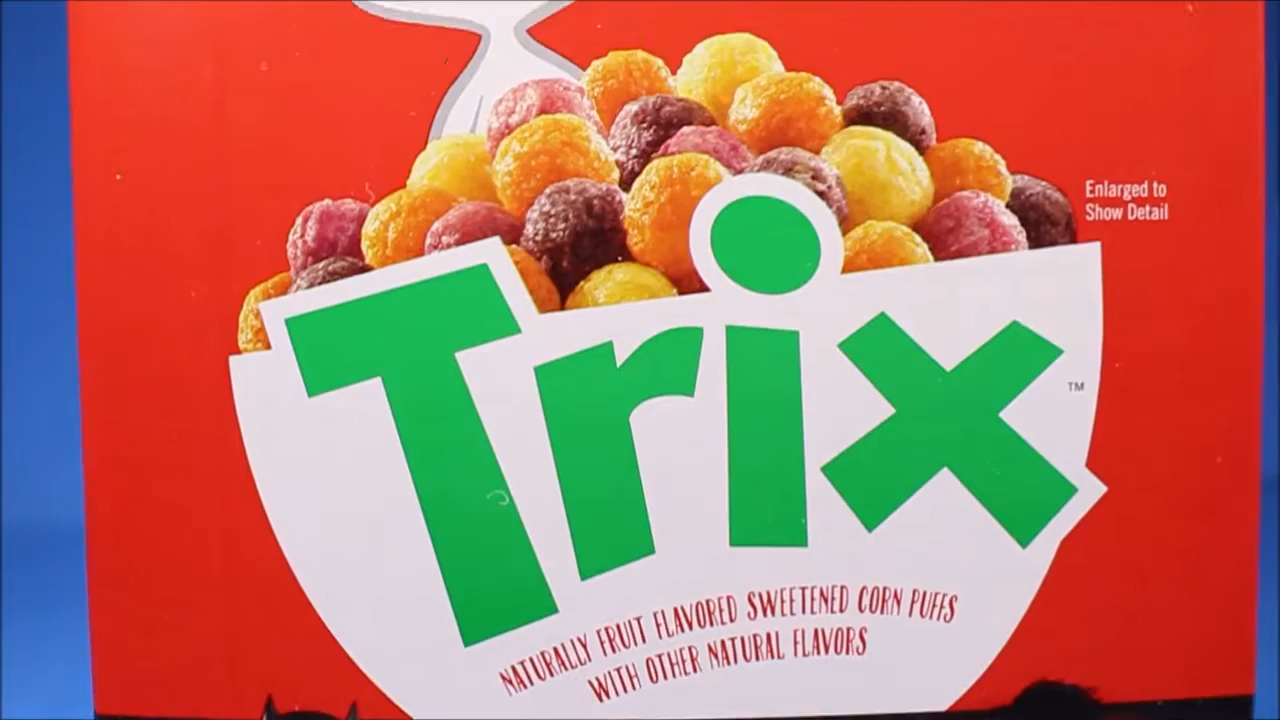 Enlarged to
Show Detail
Trix
TM
NATURALLY FRUIT FLAVORED SWEETENED CORN PUFFS
WITH OTHER NATURAL FLAVORS